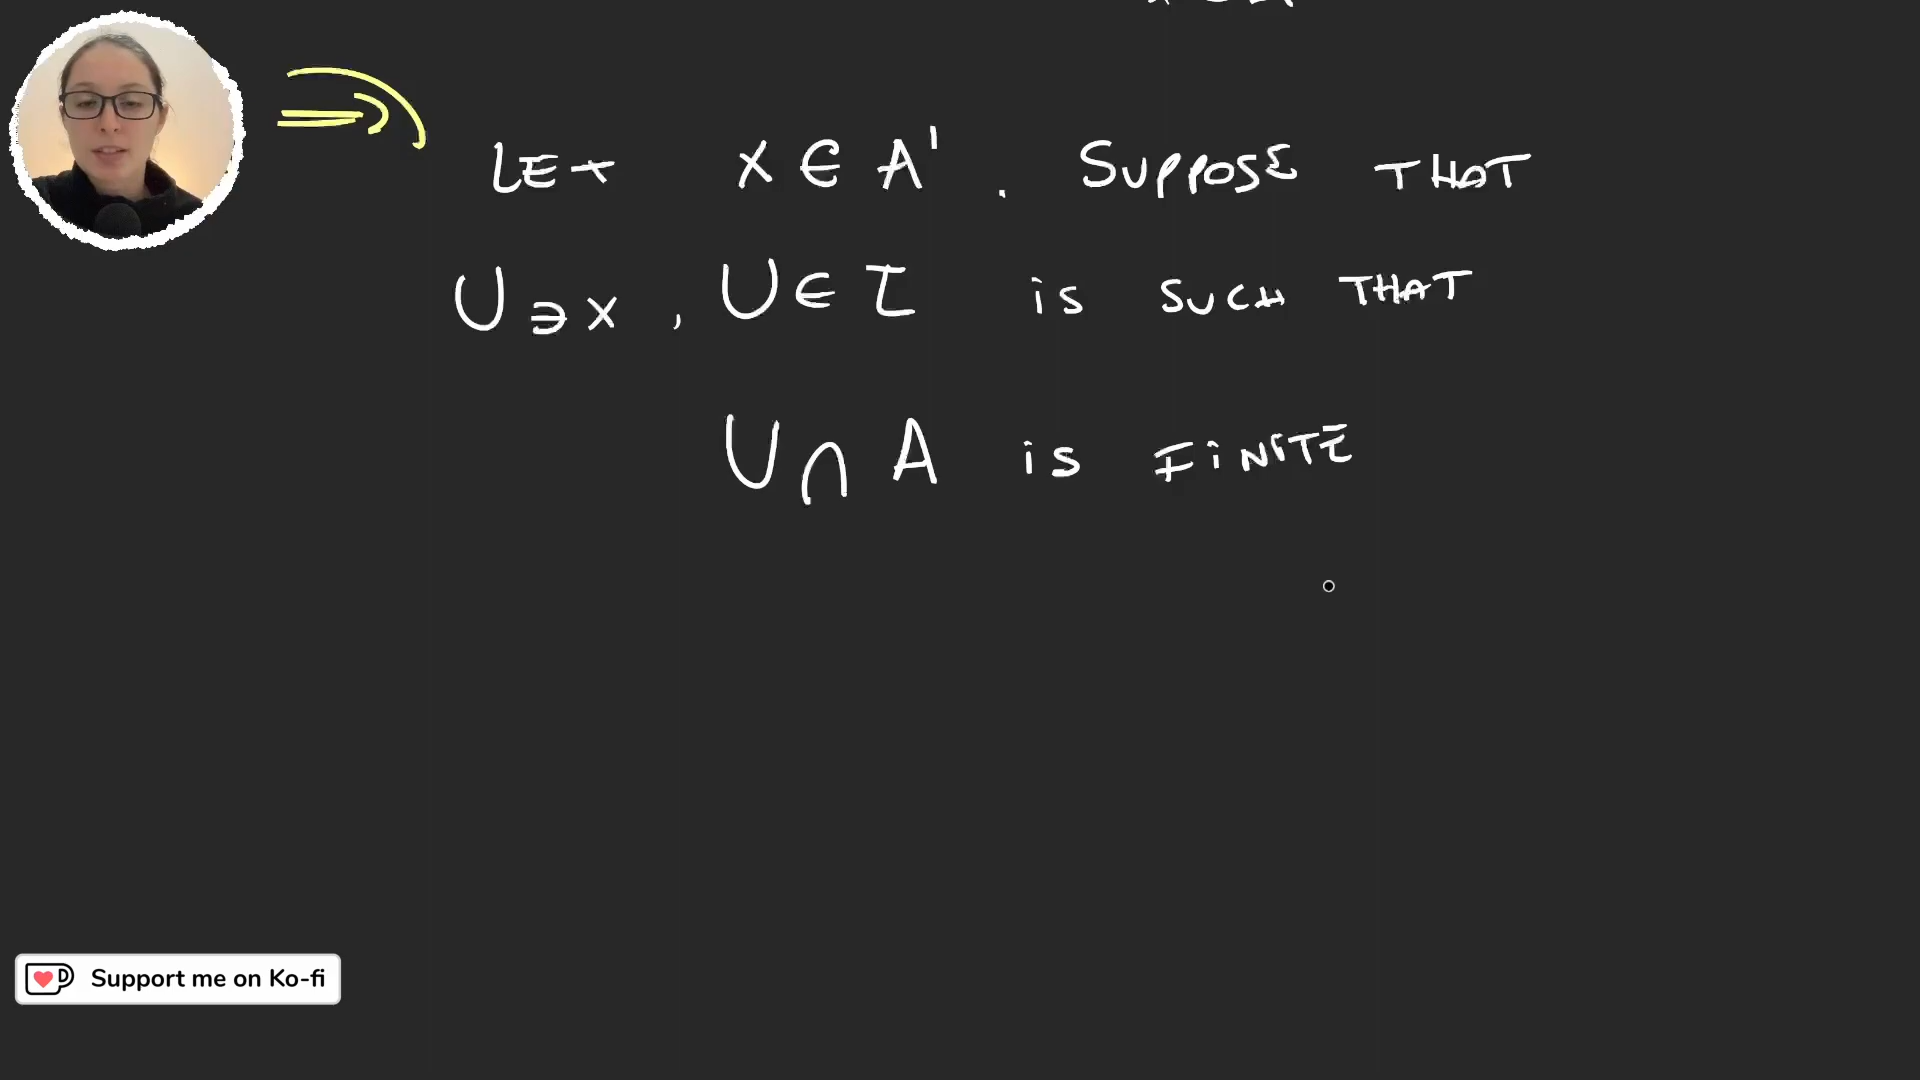 LET x ∈ A'. SUPPOSE THAT
U ∋ x, U ∈ τ is SUCH THAT
U ∩ A is FINITE
Support me on Ko-fi